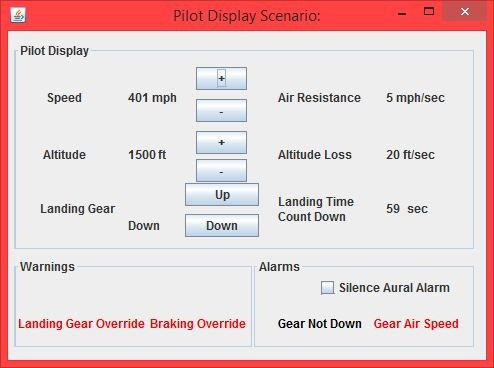 Pilot Display Scenario:
Pilot Display
+
Speed 401 mph Air Resistance 5 mph/sec
-
+
Altitude 1500 ft Altitude Loss 20 ft/sec
-
Up
Landing Gear Landing Time
Count Down 59 sec
Down Down
Warnings Alarms
Silence Aural Alarm
Landing Gear Override Braking Override Gear Not Down Gear Air Speed